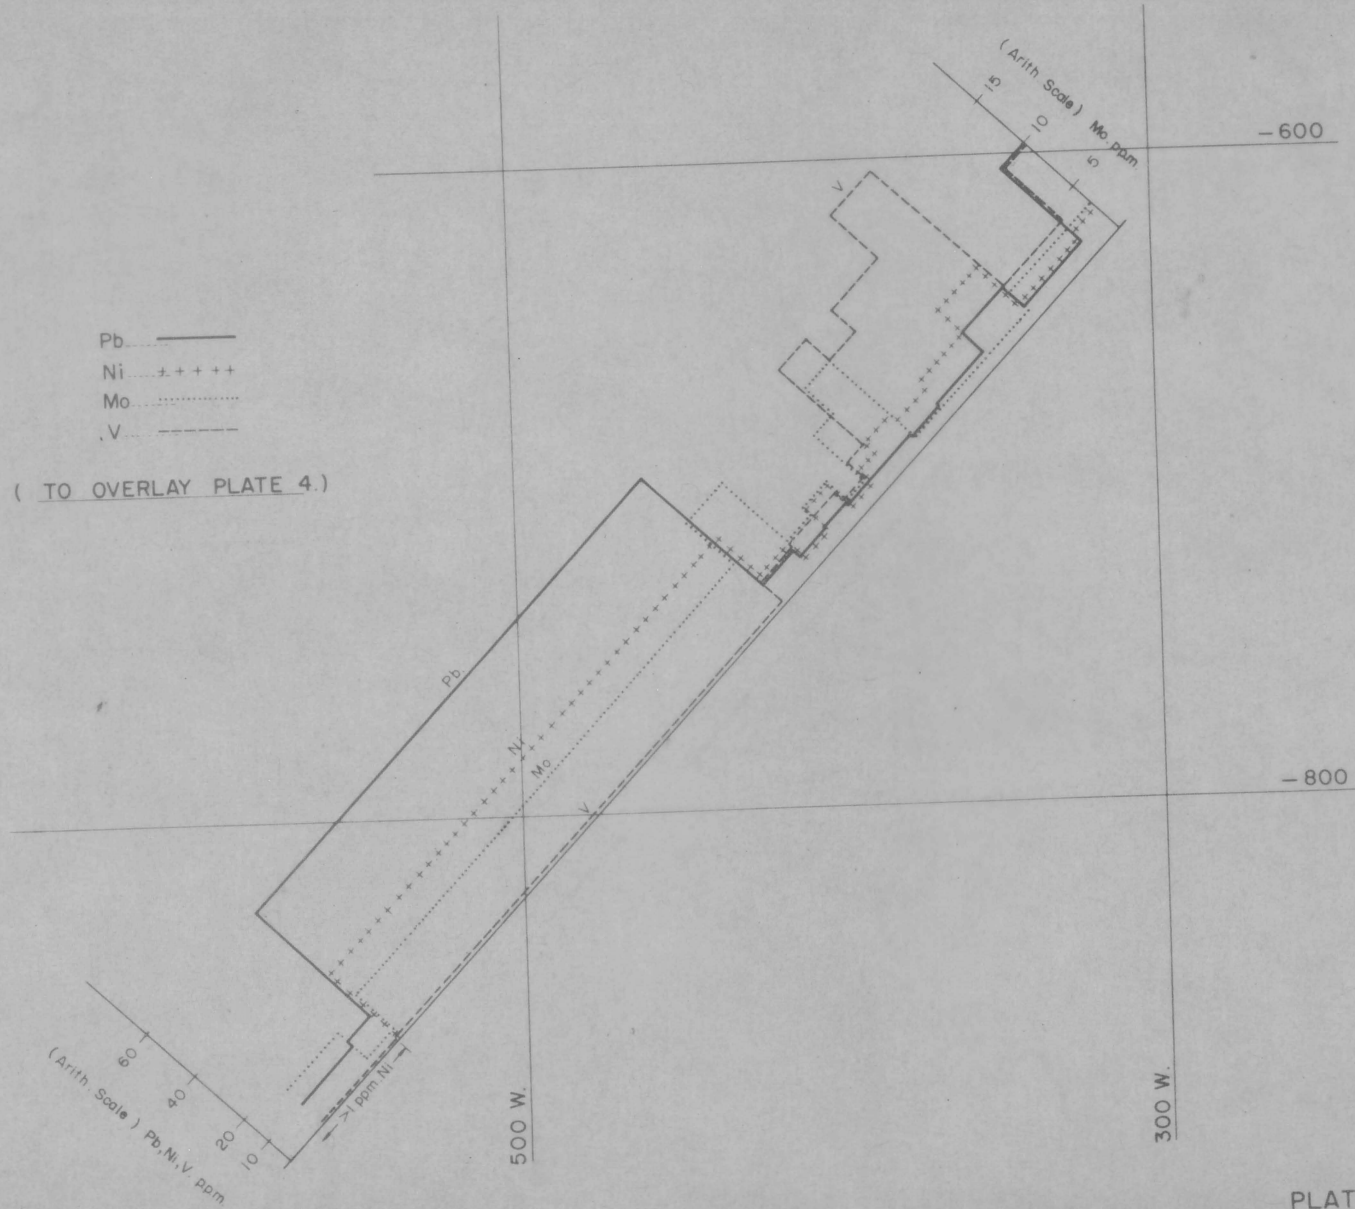 (Arith Scale) Mo ppm
15
10
5
-600
V
Pb
Ni
Mo
V
( TO OVERLAY PLATE 4.)
Pb
Ni
Mo
V
-800
60
40
20
10
(Arith Scale) Pb,Ni,V. ppm
>1 ppm Ni
500 W.
300 W.
PLAT